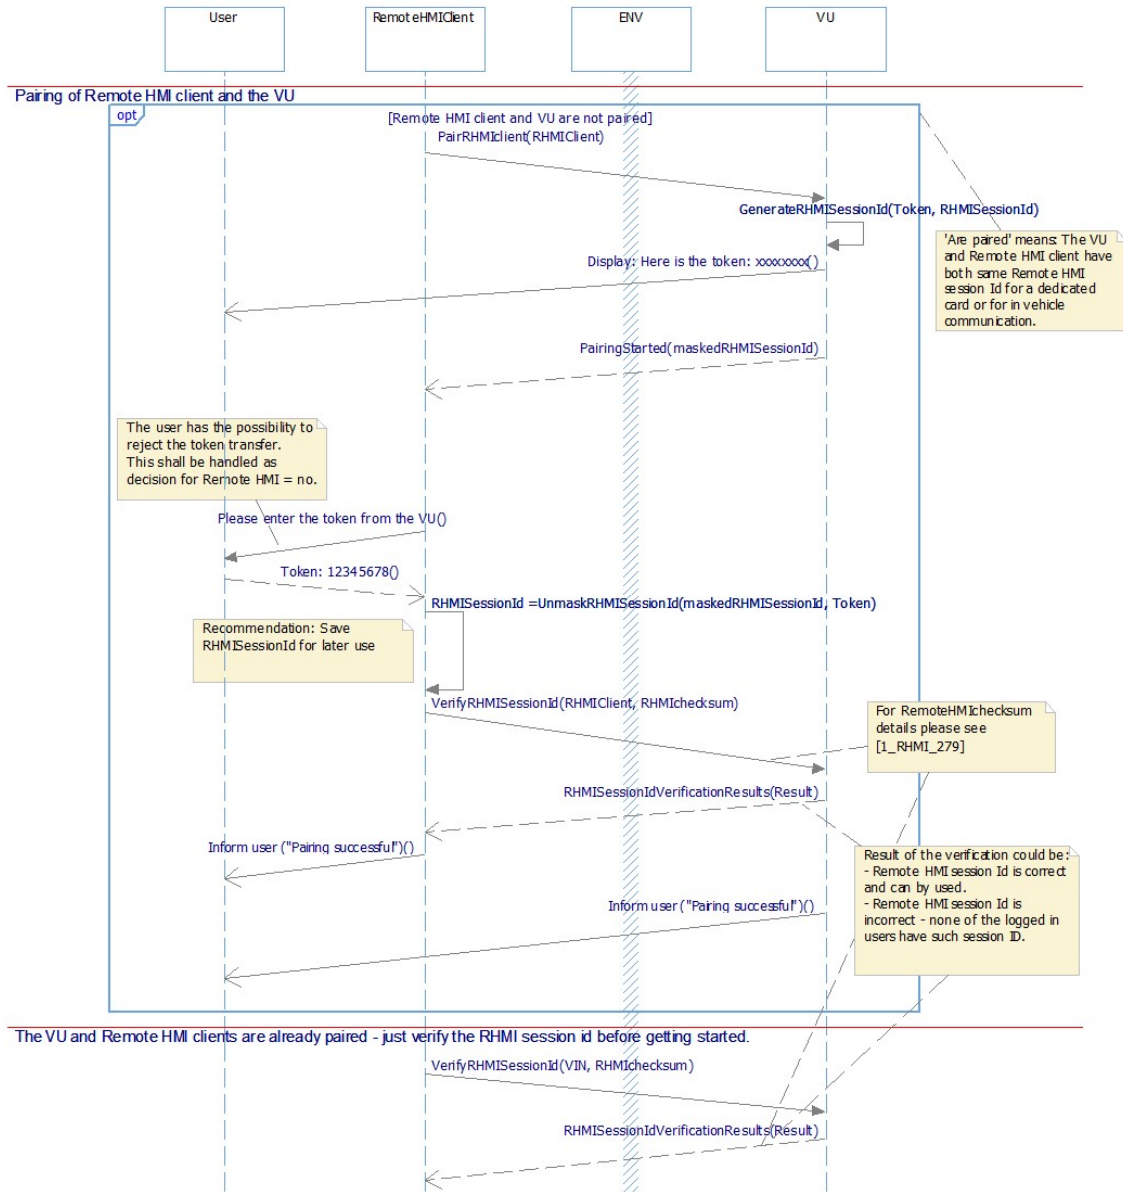 User
RemoteHMIClient
ENV
VU
Pairing of Remote HMI client and the VU
opt
[Remote HMI client and VU are not paired]
PairRHMIclient(RHMIClient)
GenerateRHMISessionId(Token, RHMISessionId)
'Are paired' means: The VU
and Remote HMI client have
both same Remote HMI
session Id for a dedicated
card or for in vehicle
communication.
Display: Here is the token: xxxxxxxx()
PairingStarted(maskedRHMISessionId)
The user has the possibility to
reject the token transfer.
This shall be handled as
decision for Remote HMI = no.
Please enter the token from the VU()
Token: 12345678()
RHMISessionId =UnmaskRHMISessionId(maskedRHMISessionId, Token)
Recommendation: Save
RHMISessionId for later use
VerifyRHMISessionId(RHMIClient, RHMIchecksum)
For RemoteHMIchecksum
details please see
[1_RHMI_279]
RHMISessionIdVerificationResults(Result)
Inform user ("Pairing successful")()
Result of the verification could be:
- Remote HMI session Id is correct
and can by used.
- Remote HMI session Id is
incorrect - none of the logged in
users have such session ID.
Inform user ("Pairing successful")()
The VU and Remote HMI clients are already paired - just verify the RHMI session id before getting started.
VerifyRHMISessionId(VIN, RHMIchecksum)
RHMISessionIdVerificationResults(Result)